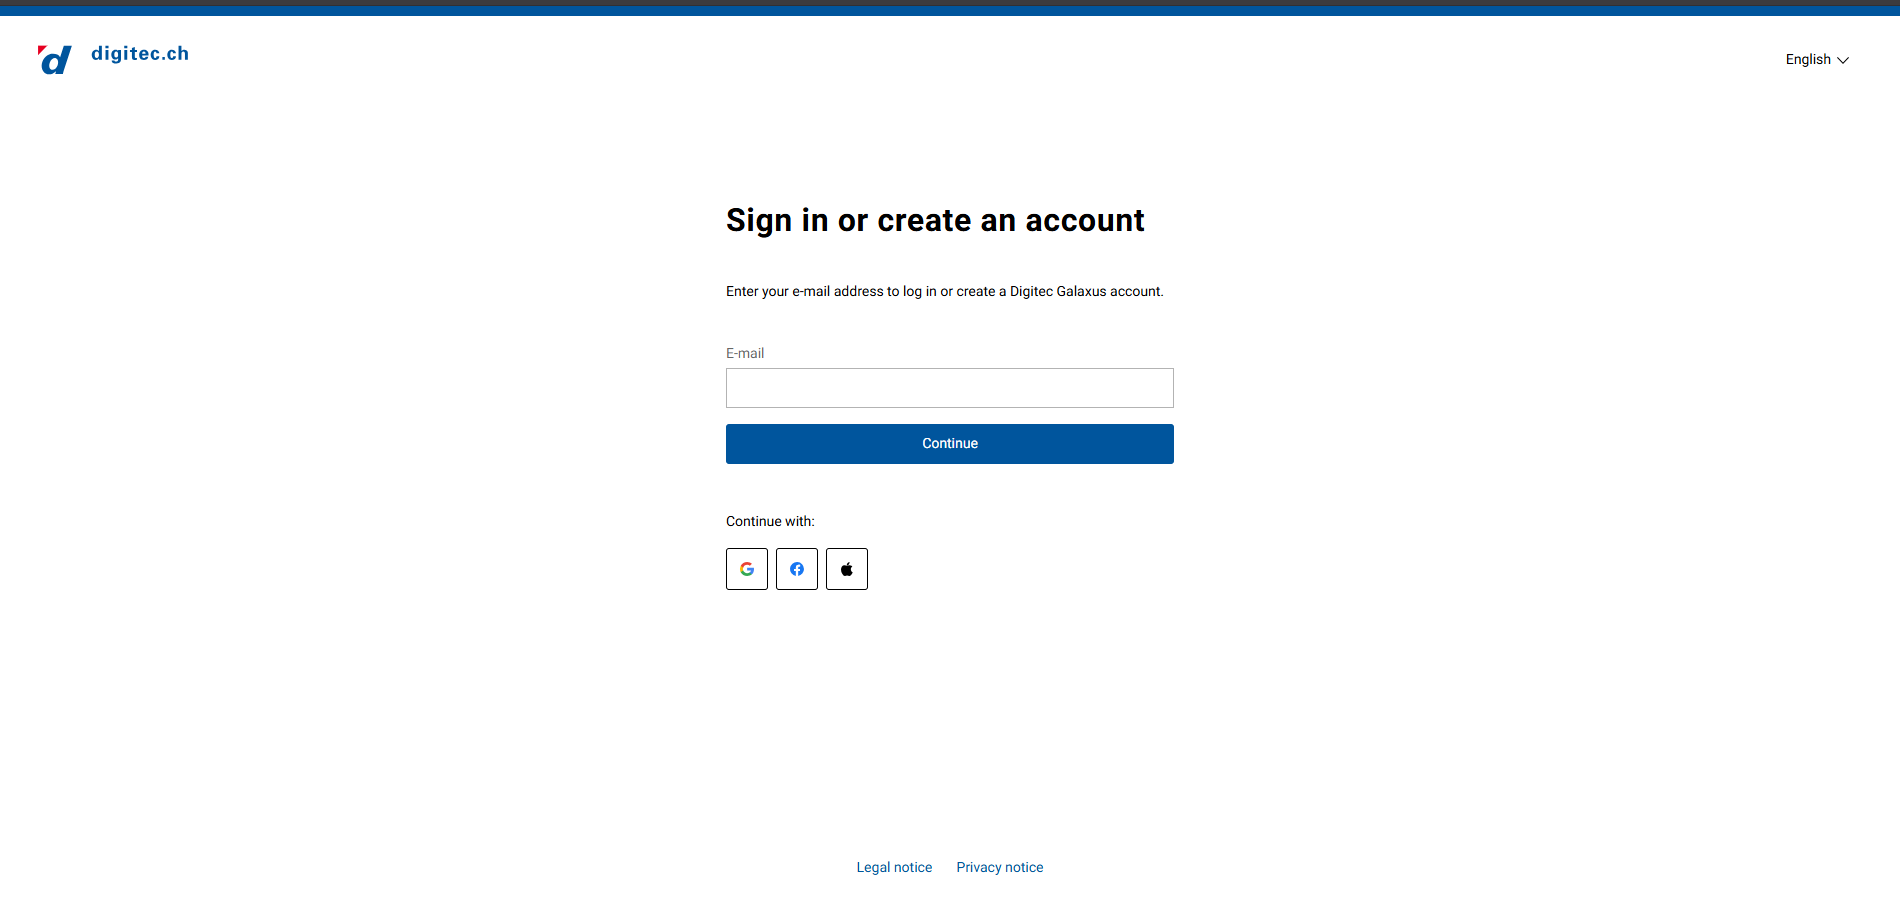 digitec.ch
English
Sign in or create an account
Enter your e-mail address to log in or create a Digitec Galaxus account.
E-mail
Continue
Continue with:
Legal notice Privacy notice